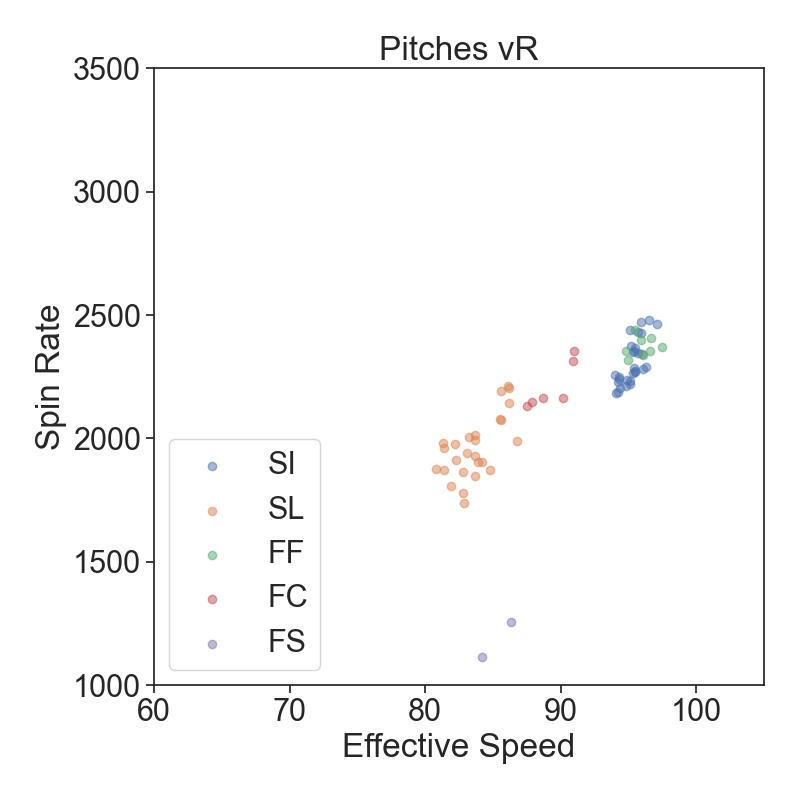 Pitches vR
3500
3000
2500
2000
1500
1000
Spin Rate
SI
SL
FF
FC
FS
60 70 80 90 100
Effective Speed